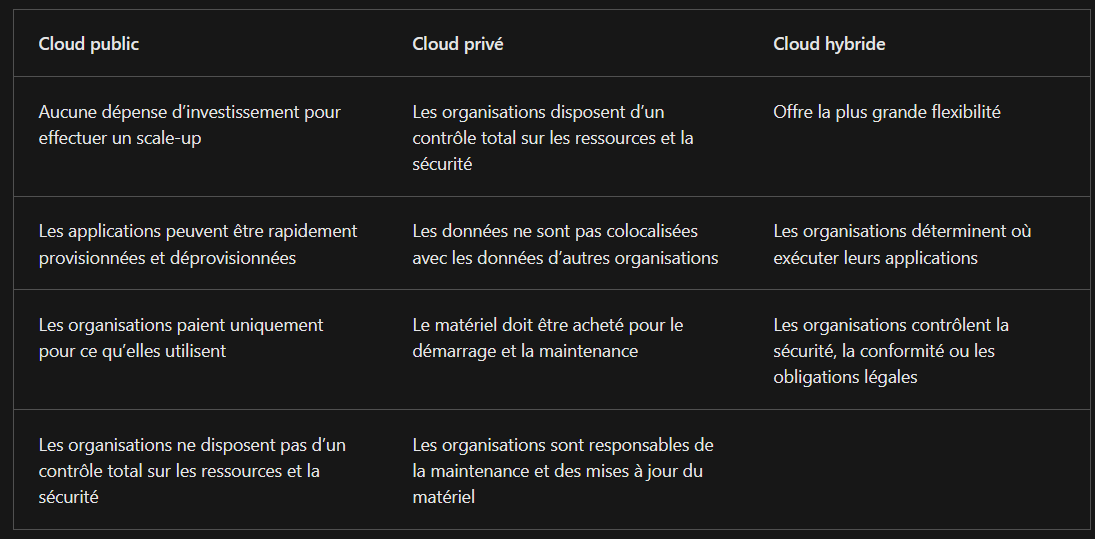 Cloud public
Cloud privé
Cloud hybride
Aucune dépense d’investissement pour
effectuer un scale-up
Les organisations disposent d’un
contrôle total sur les ressources et la
sécurité
Offre la plus grande flexibilité
Les applications peuvent être rapidement
provisionnées et déprovisionnées
Les données ne sont pas colocalisées
avec les données d’autres organisations
Les organisations déterminent où
exécuter leurs applications
Les organisations paient uniquement
pour ce qu’elles utilisent
Le matériel doit être acheté pour le
démarrage et la maintenance
Les organisations contrôlent la
sécurité, la conformité ou les
obligations légales
Les organisations ne disposent pas d’un
contrôle total sur les ressources et la
sécurité
Les organisations sont responsables de
la maintenance et des mises à jour du
matériel